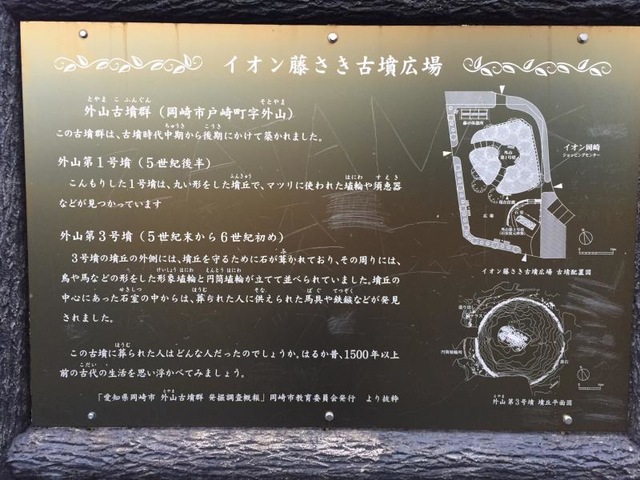 イオン藤さき古墳広場
外山古墳群 (岡崎市戸崎町字外山)
この古墳群は、古墳時代中期から後期にかけて築かれました。
外山第1号墳 (5世紀後半)
こんもりした1号墳は、丸い形をした墳丘で、マツリに使われた埴輪や須恵器
などが見つかっています
外山第3号墳 (5世紀末から6世紀初め)
3号墳の墳丘の外側には、墳丘を守るために石が葺かれており、その周りには、
鳥や馬などの形をした形象埴輪と円筒埴輪が立てて並べられていました。墳丘の
中心にあった石室の中からは、葬られた人に供えられた馬具や鉄鏃などが発見
されました。
この古墳に葬られた人はどんな人だったのでしょうか。はるか昔、1500年以上
前の古代の生活を思い浮かべてみましょう。
「愛知県岡崎市 外山古墳群 発掘調査概報」岡崎市教育委員会発行 より抜粋
イオン岡崎
ショッピングセンター
広場
イオン藤さき古墳広場 古墳配置図
外山第3号墳 墳丘平面図